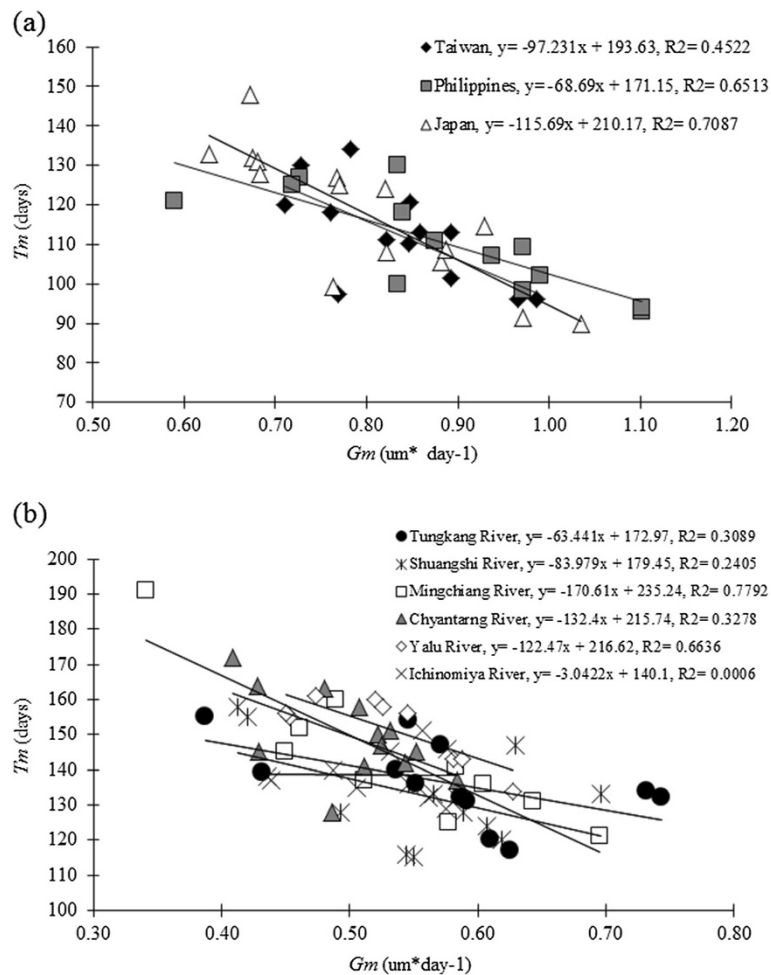 (a)
160
150
140
130
120
110
100
90
80
70
Tm (days)
0.50 0.60 0.70 0.80 0.90 1.00 1.10 1.20
Gm (um* day-1)
Taiwan, y= -97.231x + 193.63, R2= 0.4522
Philippines, y= -68.69x + 171.15, R2= 0.6513
Japan, y= -115.69x + 210.17, R2= 0.7087
(b)
200
190
180
170
160
150
140
130
120
110
100
Tm (days)
0.30 0.40 0.50 0.60 0.70 0.80
Gm (um*day-1)
Tungkang River, y= -63.441x + 172.97, R2= 0.3089
Shuangshi River, y= -83.979x + 179.45, R2= 0.2405
Mingchiang River, y= -170.61x + 235.24, R2= 0.7792
Chyantarng River, y= -132.4x + 215.74, R2= 0.3278
Yalu River, y= -122.47x + 216.62, R2= 0.6636
Ichinomiya River, y= -3.0422x + 140.1, R2= 0.0006